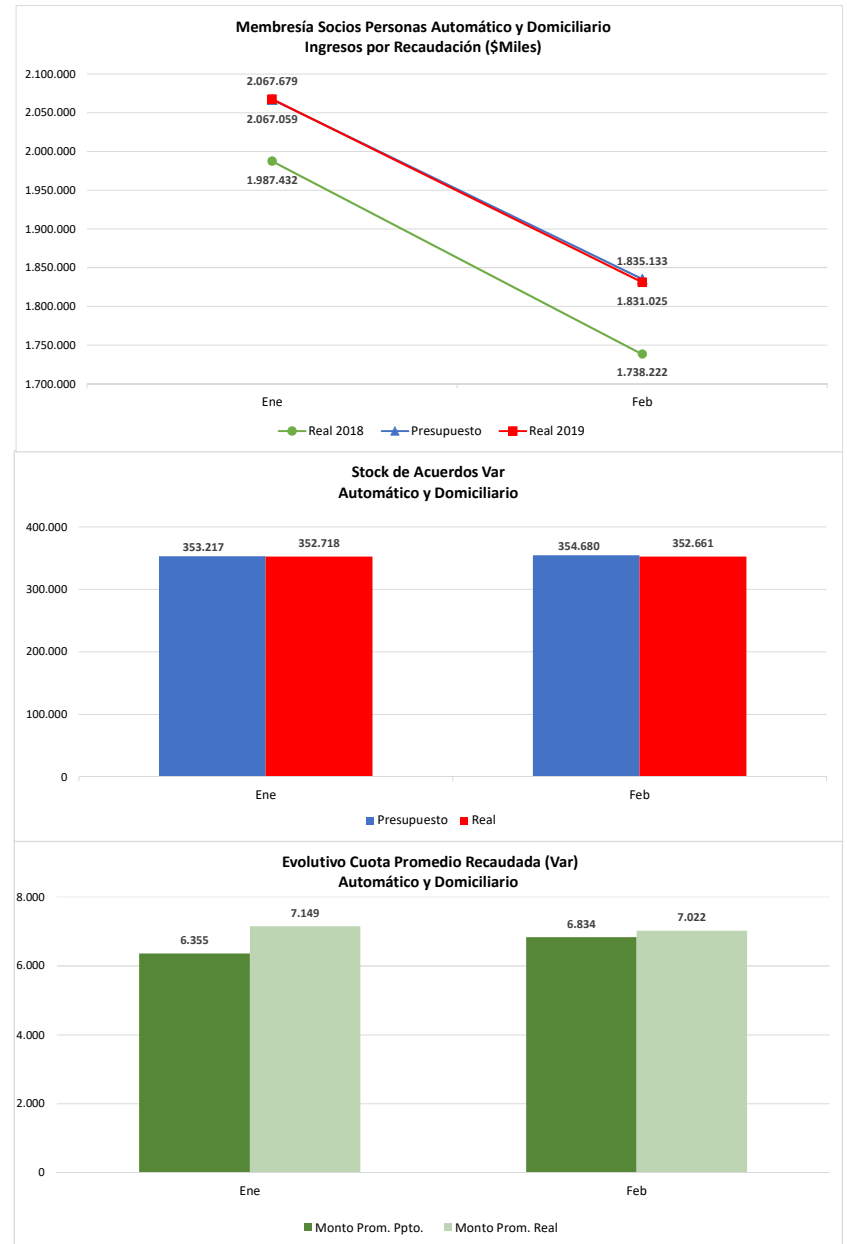 Membresía Socios Personas Automático y Domiciliario
Ingresos por Recaudación ($Miles)
2.100.000
2.050.000
2.000.000
1.950.000
1.900.000
1.850.000
1.800.000
1.750.000
1.700.000
2.067.679
2.067.059
1.987.432
1.835.133
1.831.025
1.738.222
Ene
Feb
Real 2018
Presupuesto
Real 2019
Stock de Acuerdos Var
Automático y Domiciliario
400.000
300.000
200.000
100.000
0
353.217
352.718
354.680
352.661
Ene
Feb
Presupuesto
Real
Evolutivo Cuota Promedio Recaudada (Var)
Automático y Domiciliario
8.000
6.000
4.000
2.000
0
6.355
7.149
6.834
7.022
Ene
Feb
Monto Prom. Ppto.
Monto Prom. Real